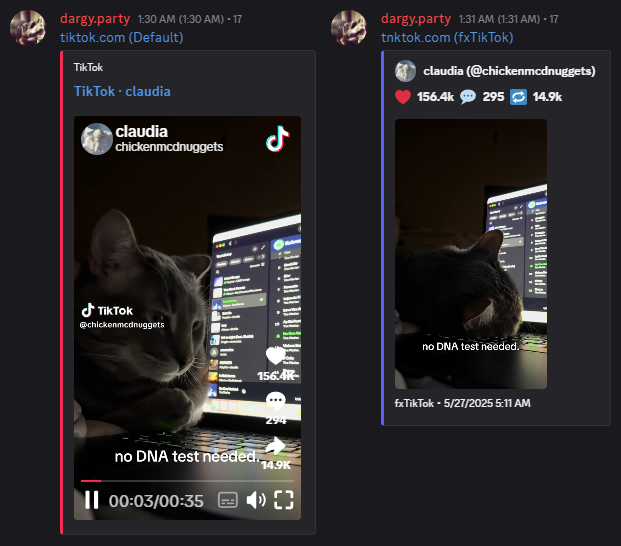 dargy.party 1:30 AM (1:30 AM) • 17
tiktok.com (Default)
TikTok
TikTok · claudia
claudia
chickenmcdnuggets
TikTok
@chickenmcdnuggets
156.4K
294
no DNA test needed.
14.9K
00:03/00:35
dargy.party 1:31 AM (1:31 AM) • 17
tnktok.com (fxTikTok)
claudia (@chickenmcdnuggets)
❤️ 156.4k 💬 295 🔁 14.9k
no DNA test needed.
fxTikTok • 5/27/2025 5:11 AM